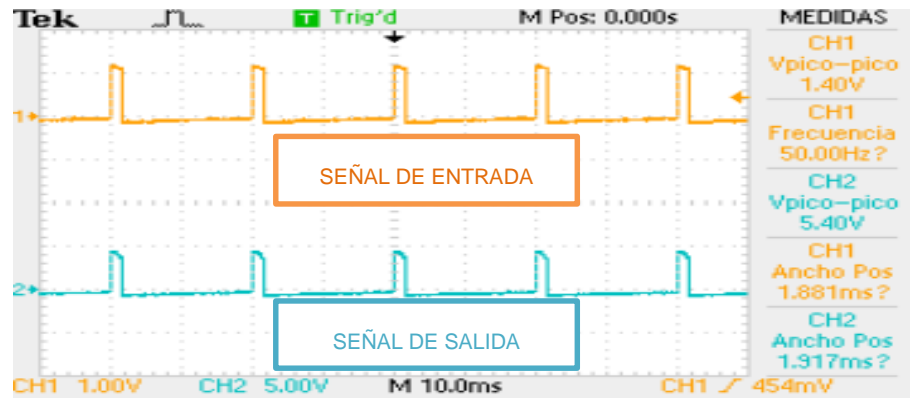 Tek T Trig'd M Pos: 0.000s MEDIDAS
CH1
Vpico-pico
1.40V
CH1
Frecuencia
50.00Hz?
CH2
Vpico-pico
5.40V
CH1
Ancho Pos
1.881ms?
CH2
Ancho Pos
1.917ms?
1
SEÑAL DE ENTRADA
2
SEÑAL DE SALIDA
CH1 1.00V CH2 5.00V M 10.0ms CH1 454mV